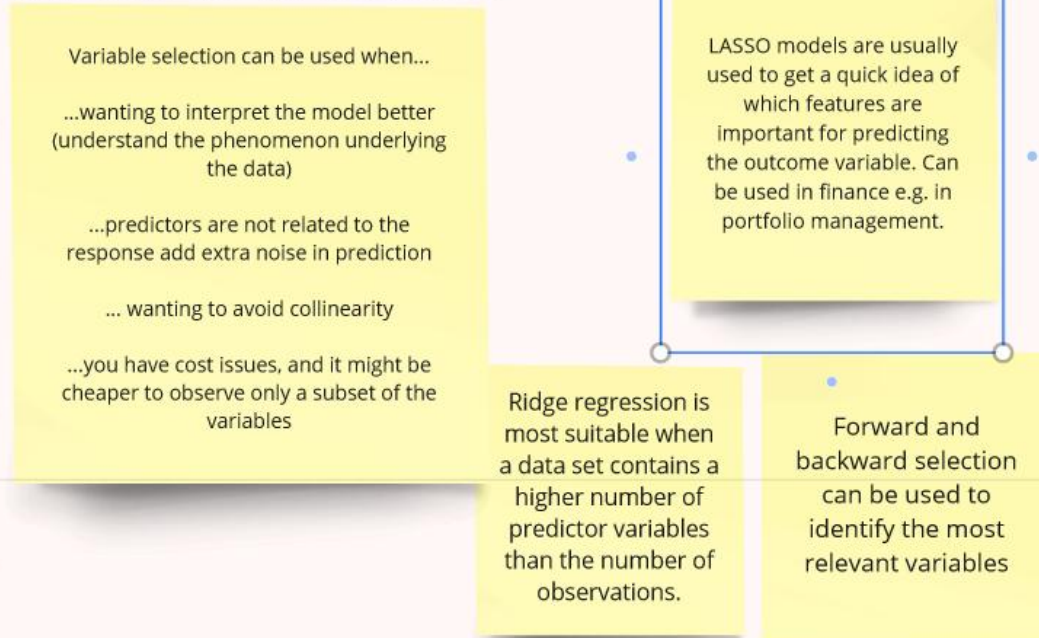 Variable selection can be used when...
...wanting to interpret the model better
(understand the phenomenon underlying
the data)
...predictors are not related to the
response add extra noise in prediction
... wanting to avoid collinearity
...you have cost issues, and it might be
cheaper to observe only a subset of the
variables
LASSO models are usually
used to get a quick idea of
which features are
important for predicting
the outcome variable. Can
be used in finance e.g. in
portfolio management.
Ridge regression is
most suitable when
a data set contains a
higher number of
predictor variables
than the number of
observations.
Forward and
backward selection
can be used to
identify the most
relevant variables